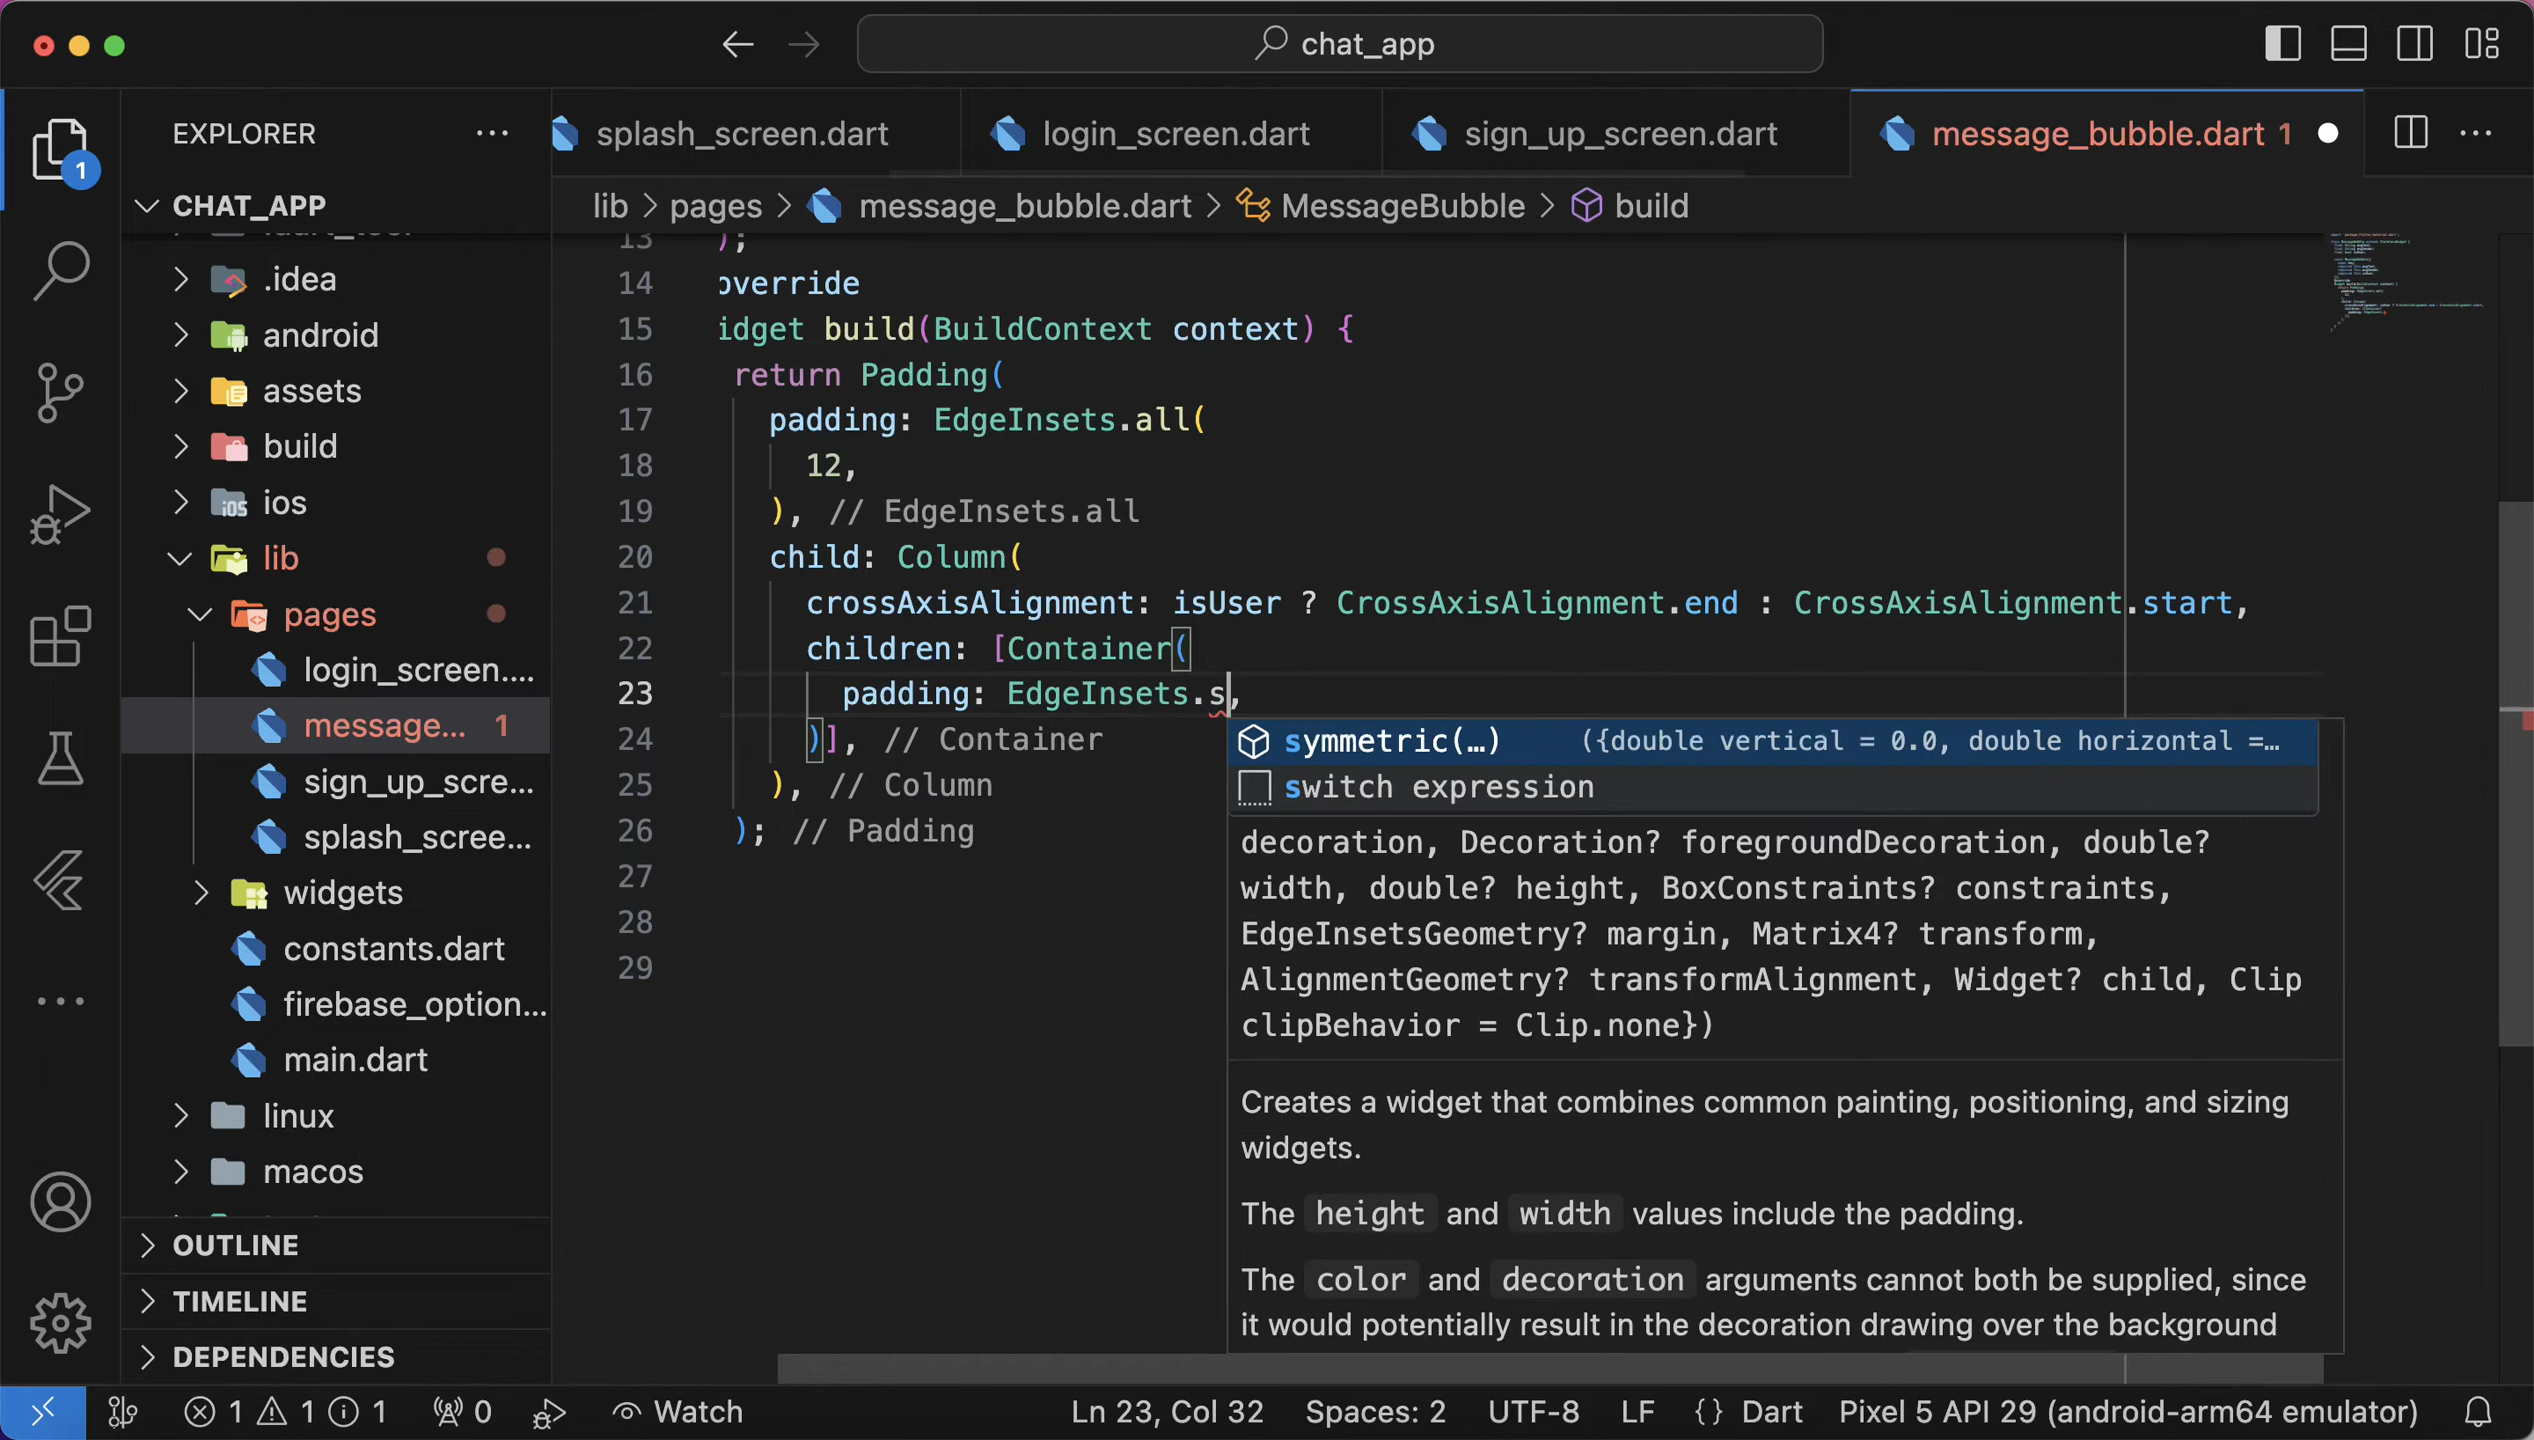 chat_app
EXPLORER
splash_screen.dart
login_screen.dart
sign_up_screen.dart
message_bubble.dart 1
1
CHAT_APP
lib > pages > message_bubble.dart > MessageBubble > build
.idea
android
assets
build
ios
lib
pages
login_screen....
message... 1
sign_up_scre...
splash_scree...
widgets
constants.dart
firebase_option...
main.dart
linux
macos
OUTLINE
TIMELINE
DEPENDENCIES
13 );
14 override
15 idget build(BuildContext context) {
16 return Padding(
17 padding: EdgeInsets.all(
18 12,
19 ), // EdgeInsets.all
20 child: Column(
21 crossAxisAlignment: isUser ? CrossAxisAlignment.end : CrossAxisAlignment.start,
22 children: [Container(
23 padding: EdgeInsets.s,
24 )], // Container
25 ), // Column
26 ); // Padding
27
28
29
symmetric(…) ({double vertical = 0.0, double horizontal =…
switch expression
decoration, Decoration? foregroundDecoration, double?
width, double? height, BoxConstraints? constraints,
EdgeInsetsGeometry? margin, Matrix4? transform,
AlignmentGeometry? transformAlignment, Widget? child, Clip
clipBehavior = Clip.none})
Creates a widget that combines common painting, positioning, and sizing
widgets.
The height and width values include the padding.
The color and decoration arguments cannot both be supplied, since
it would potentially result in the decoration drawing over the background
1 1 1 0 Watch Ln 23, Col 32 Spaces: 2 UTF-8 LF {} Dart Pixel 5 API 29 (android-arm64 emulator)